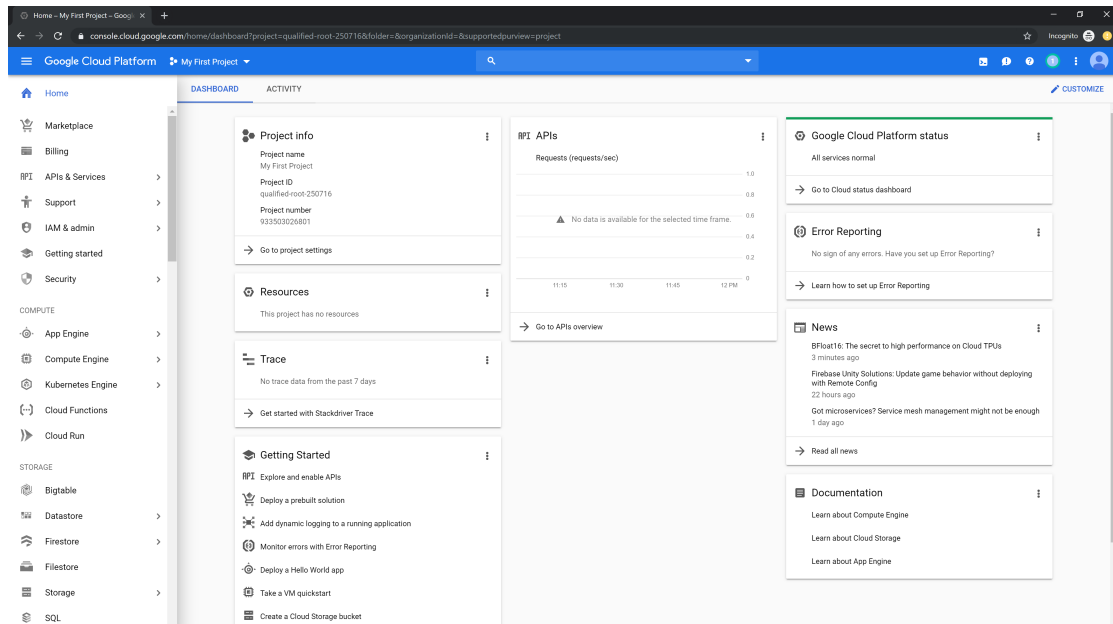 Home – My First Project – Googl
console.cloud.google.com/home/dashboard?project=qualified-root-250716&folder=&organizationId=&supportedpurview=project
Incognito
Google Cloud Platform
My First Project
1
Home
DASHBOARD
ACTIVITY
CUSTOMIZE
Marketplace
Billing
API APIs & Services
Support
IAM & admin
Getting started
Security
COMPUTE
App Engine
Compute Engine
Kubernetes Engine
Cloud Functions
Cloud Run
STORAGE
Bigtable
Datastore
Firestore
Filestore
Storage
SQL
Project info
Project name
My First Project
Project ID
qualified-root-250716
Project number
933503026801
Go to project settings
Resources
This project has no resources
Trace
No trace data from the past 7 days
Get started with Stackdriver Trace
Getting Started
API Explore and enable APIs
Deploy a prebuilt solution
Add dynamic logging to a running application
Monitor errors with Error Reporting
Deploy a Hello World app
Take a VM quickstart
Create a Cloud Storage bucket
API APIs
Requests (requests/sec)
1.0
0.8
No data is available for the selected time frame.
0.6
0.4
0.2
0
11:15 11:30 11:45 12 PM
Go to APIs overview
Google Cloud Platform status
All services normal
Go to Cloud status dashboard
Error Reporting
No sign of any errors. Have you set up Error Reporting?
Learn how to set up Error Reporting
News
BFloat16: The secret to high performance on Cloud TPUs
3 minutes ago
Firebase Unity Solutions: Update game behavior without deploying
with Remote Config
22 hours ago
Got microservices? Service mesh management might not be enough
1 day ago
Read all news
Documentation
Learn about Compute Engine
Learn about Cloud Storage
Learn about App Engine